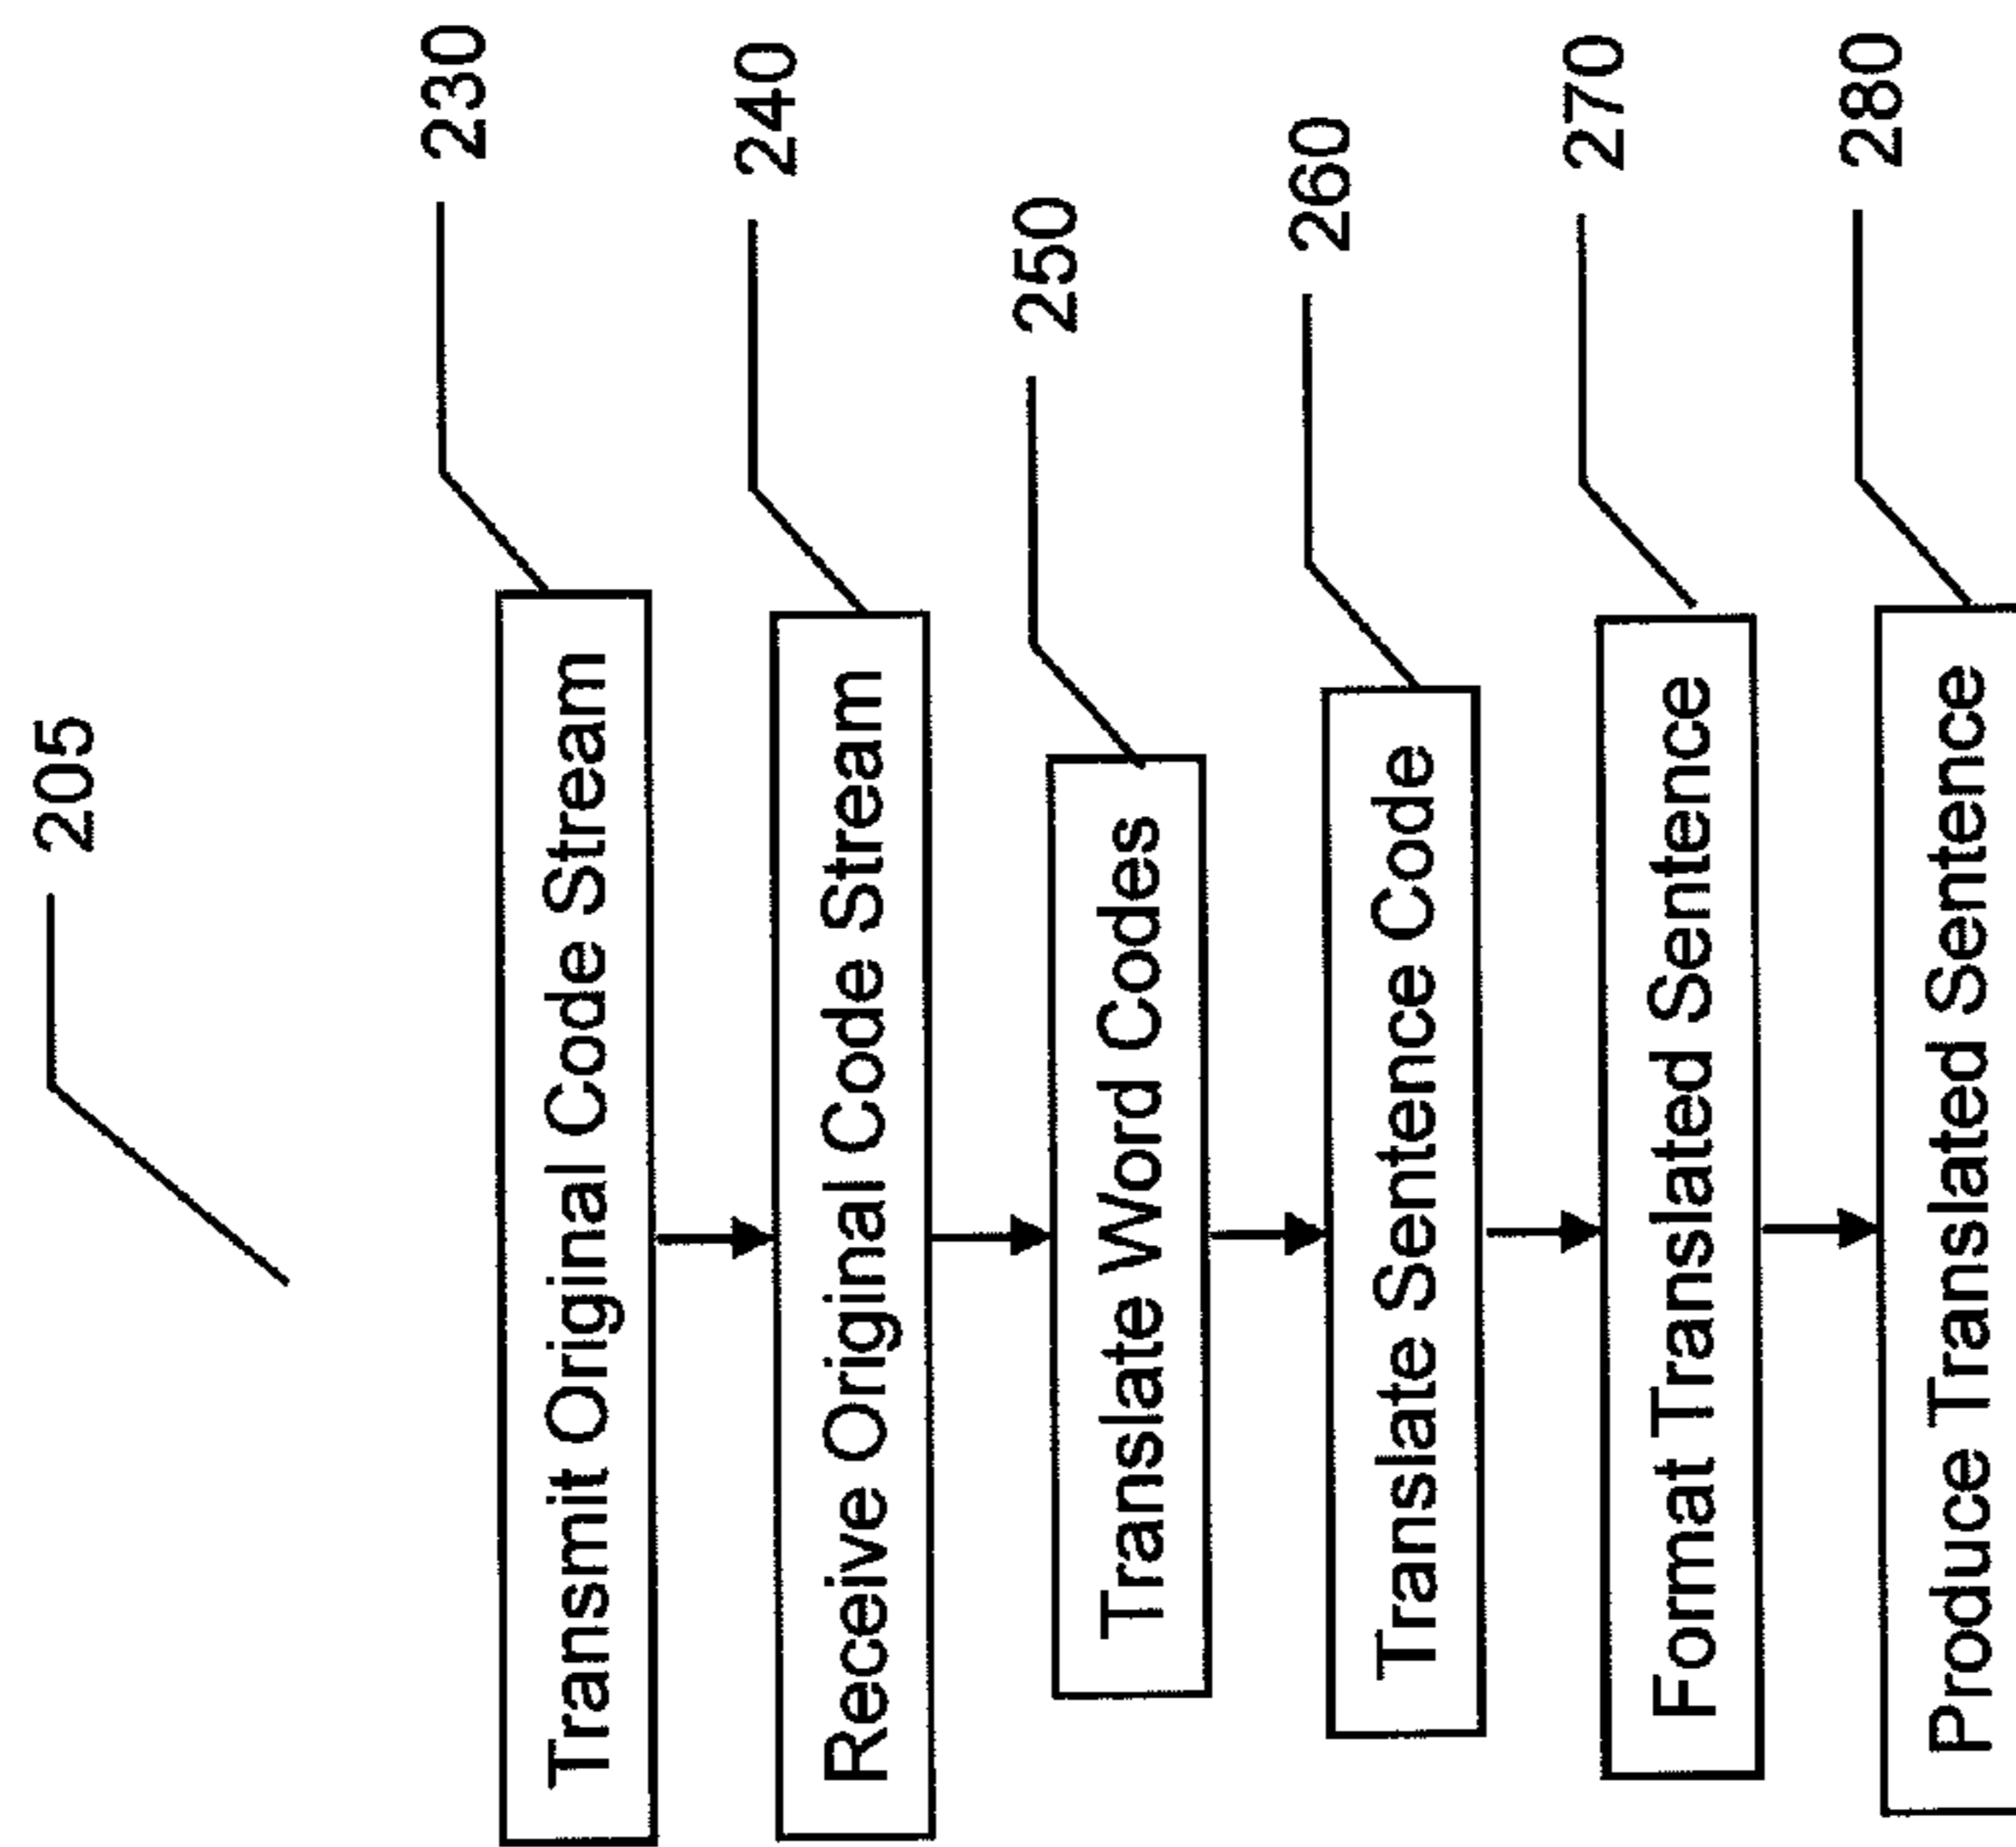 205
230
Transmit Original Code Stream
240
Receive Original Code Stream
250
Translate Word Codes
260
Translate Sentence Code
270
Format Translated Sentence
280
Produce Translated Sentence